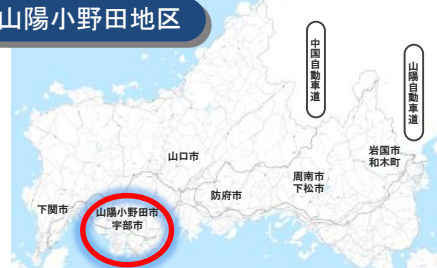 山陽小野田地区
中国自動車道
山陽自動車道
岩国市
和木町
山口市
周南市
下松市
防府市
下関市
山陽小野田市
宇部市